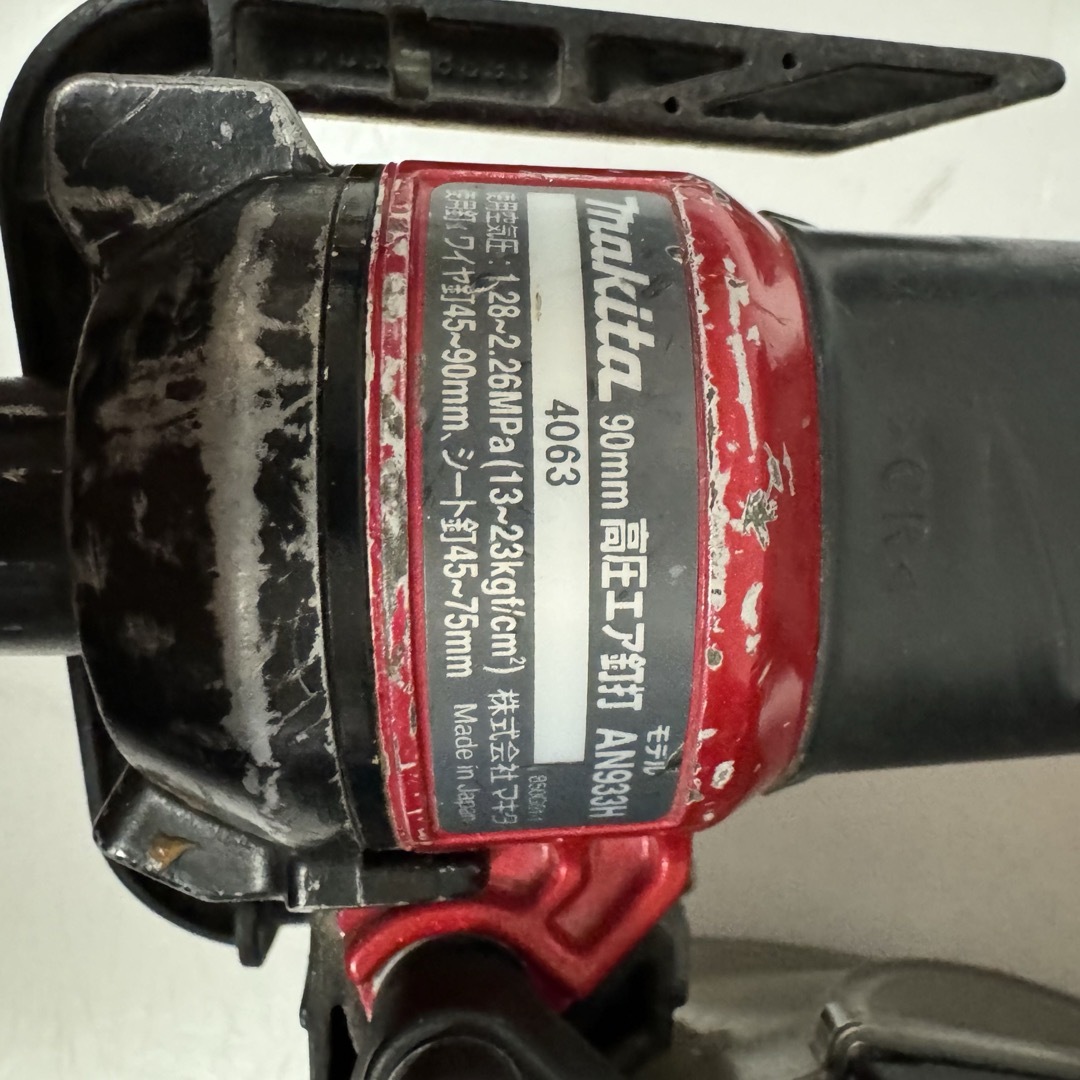 makita 90mm 高圧エア釘打 モデル AN933H
4063
使用空気圧:1.28~2.26MPa(13~23kgf/cm²) 株式会社マキタ
使用釘:ワイヤ釘45~90mm、シート釘45~75mm Made in Japan